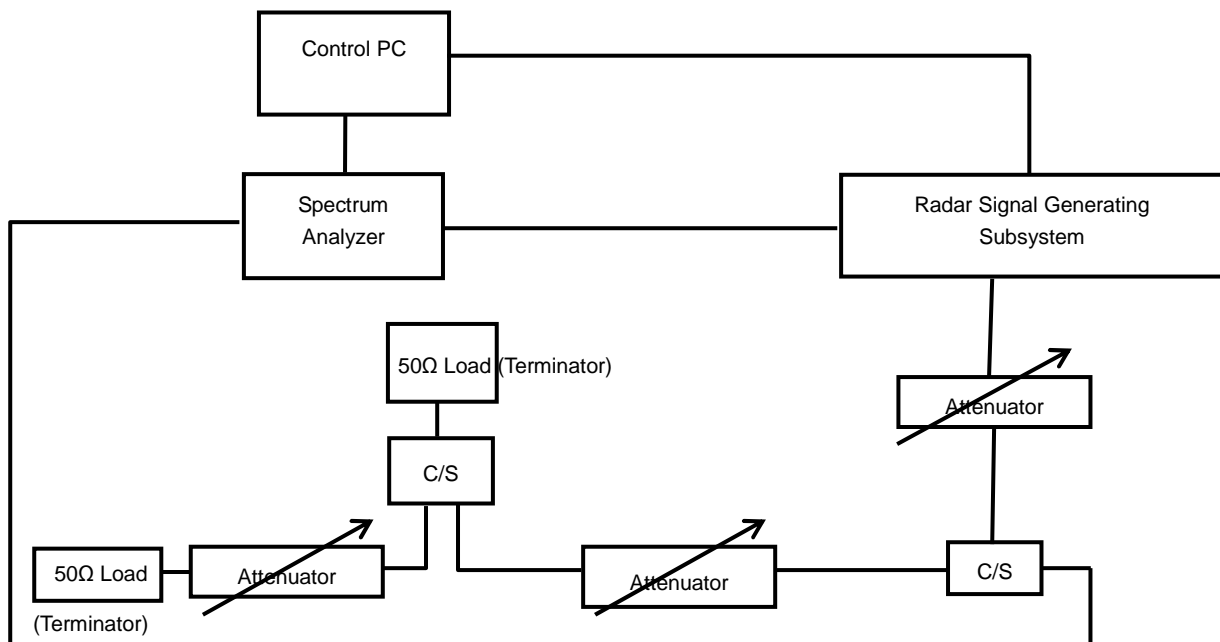 Control PC
Spectrum
Analyzer
Radar Signal Generating
Subsystem
50Ω Load (Terminator)
Attenuator
C/S
50Ω Load
(Terminator)
Attenuator
Attenuator
C/S